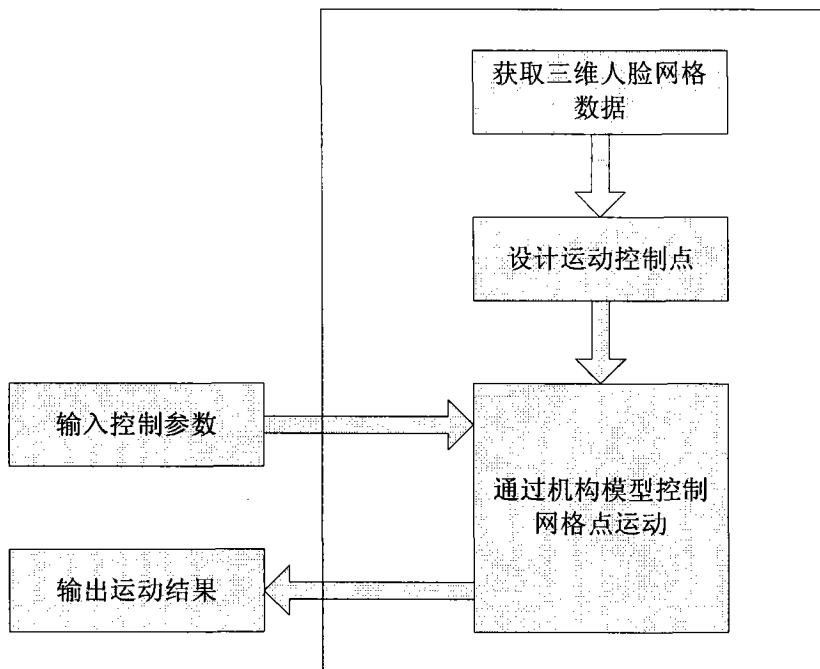 获取三维人脸网格
数据
设计运动控制点
输入控制参数
通过机构模型控制
网格点运动
输出运动结果